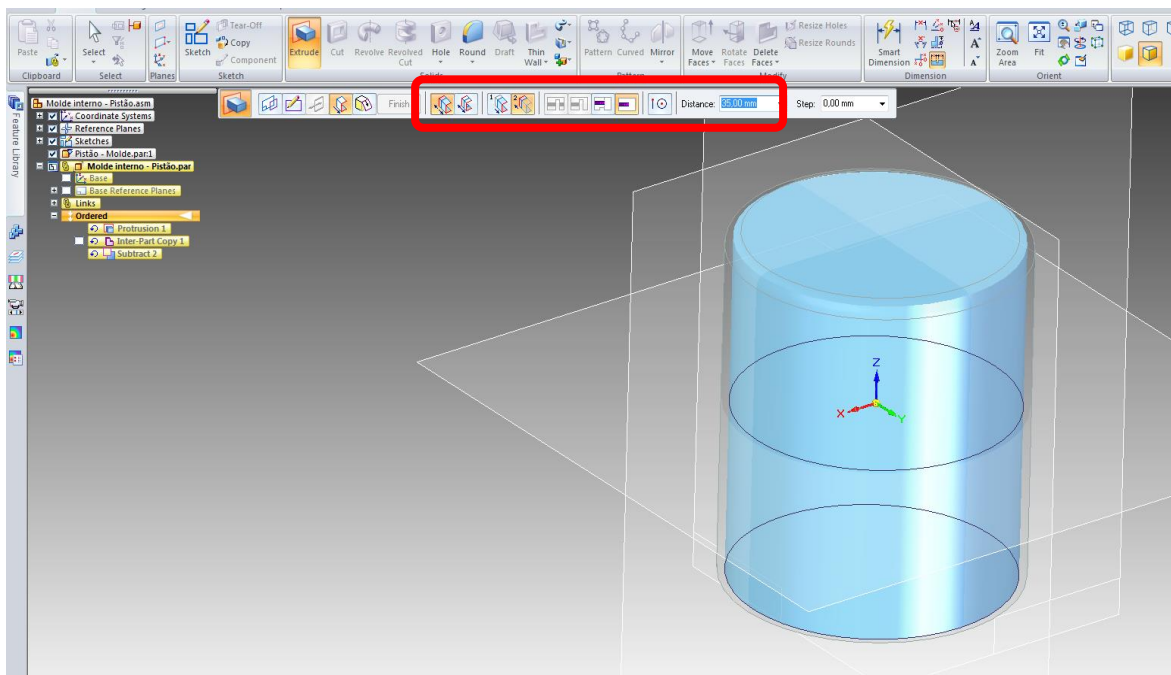 Tear-Off
Copy
Component
Paste
Select
Sketch
Extrude
Cut
Revolve
Revolved Cut
Hole
Round
Draft
Thin Wall
Pattern
Curved
Mirror
Move Faces
Rotate Faces
Delete Faces
Resize Holes
Resize Rounds
Smart Dimension
Zoom Area
Fit
Clipboard
Select
Planes
Sketch
Modify
Dimension
Orient
Finish
Distance: 95,00 mm
Step: 0,00 mm
Feature Library
Molde interno - Pistão.asm
Coordinate Systems
Reference Planes
Sketches
Pistão - Molde.par:1
Molde interno - Pistão.par
Base
Base Reference Planes
Links
Ordered
Protrusion 1
Inter-Part Copy 1
Subtract 2
Z
X
Y